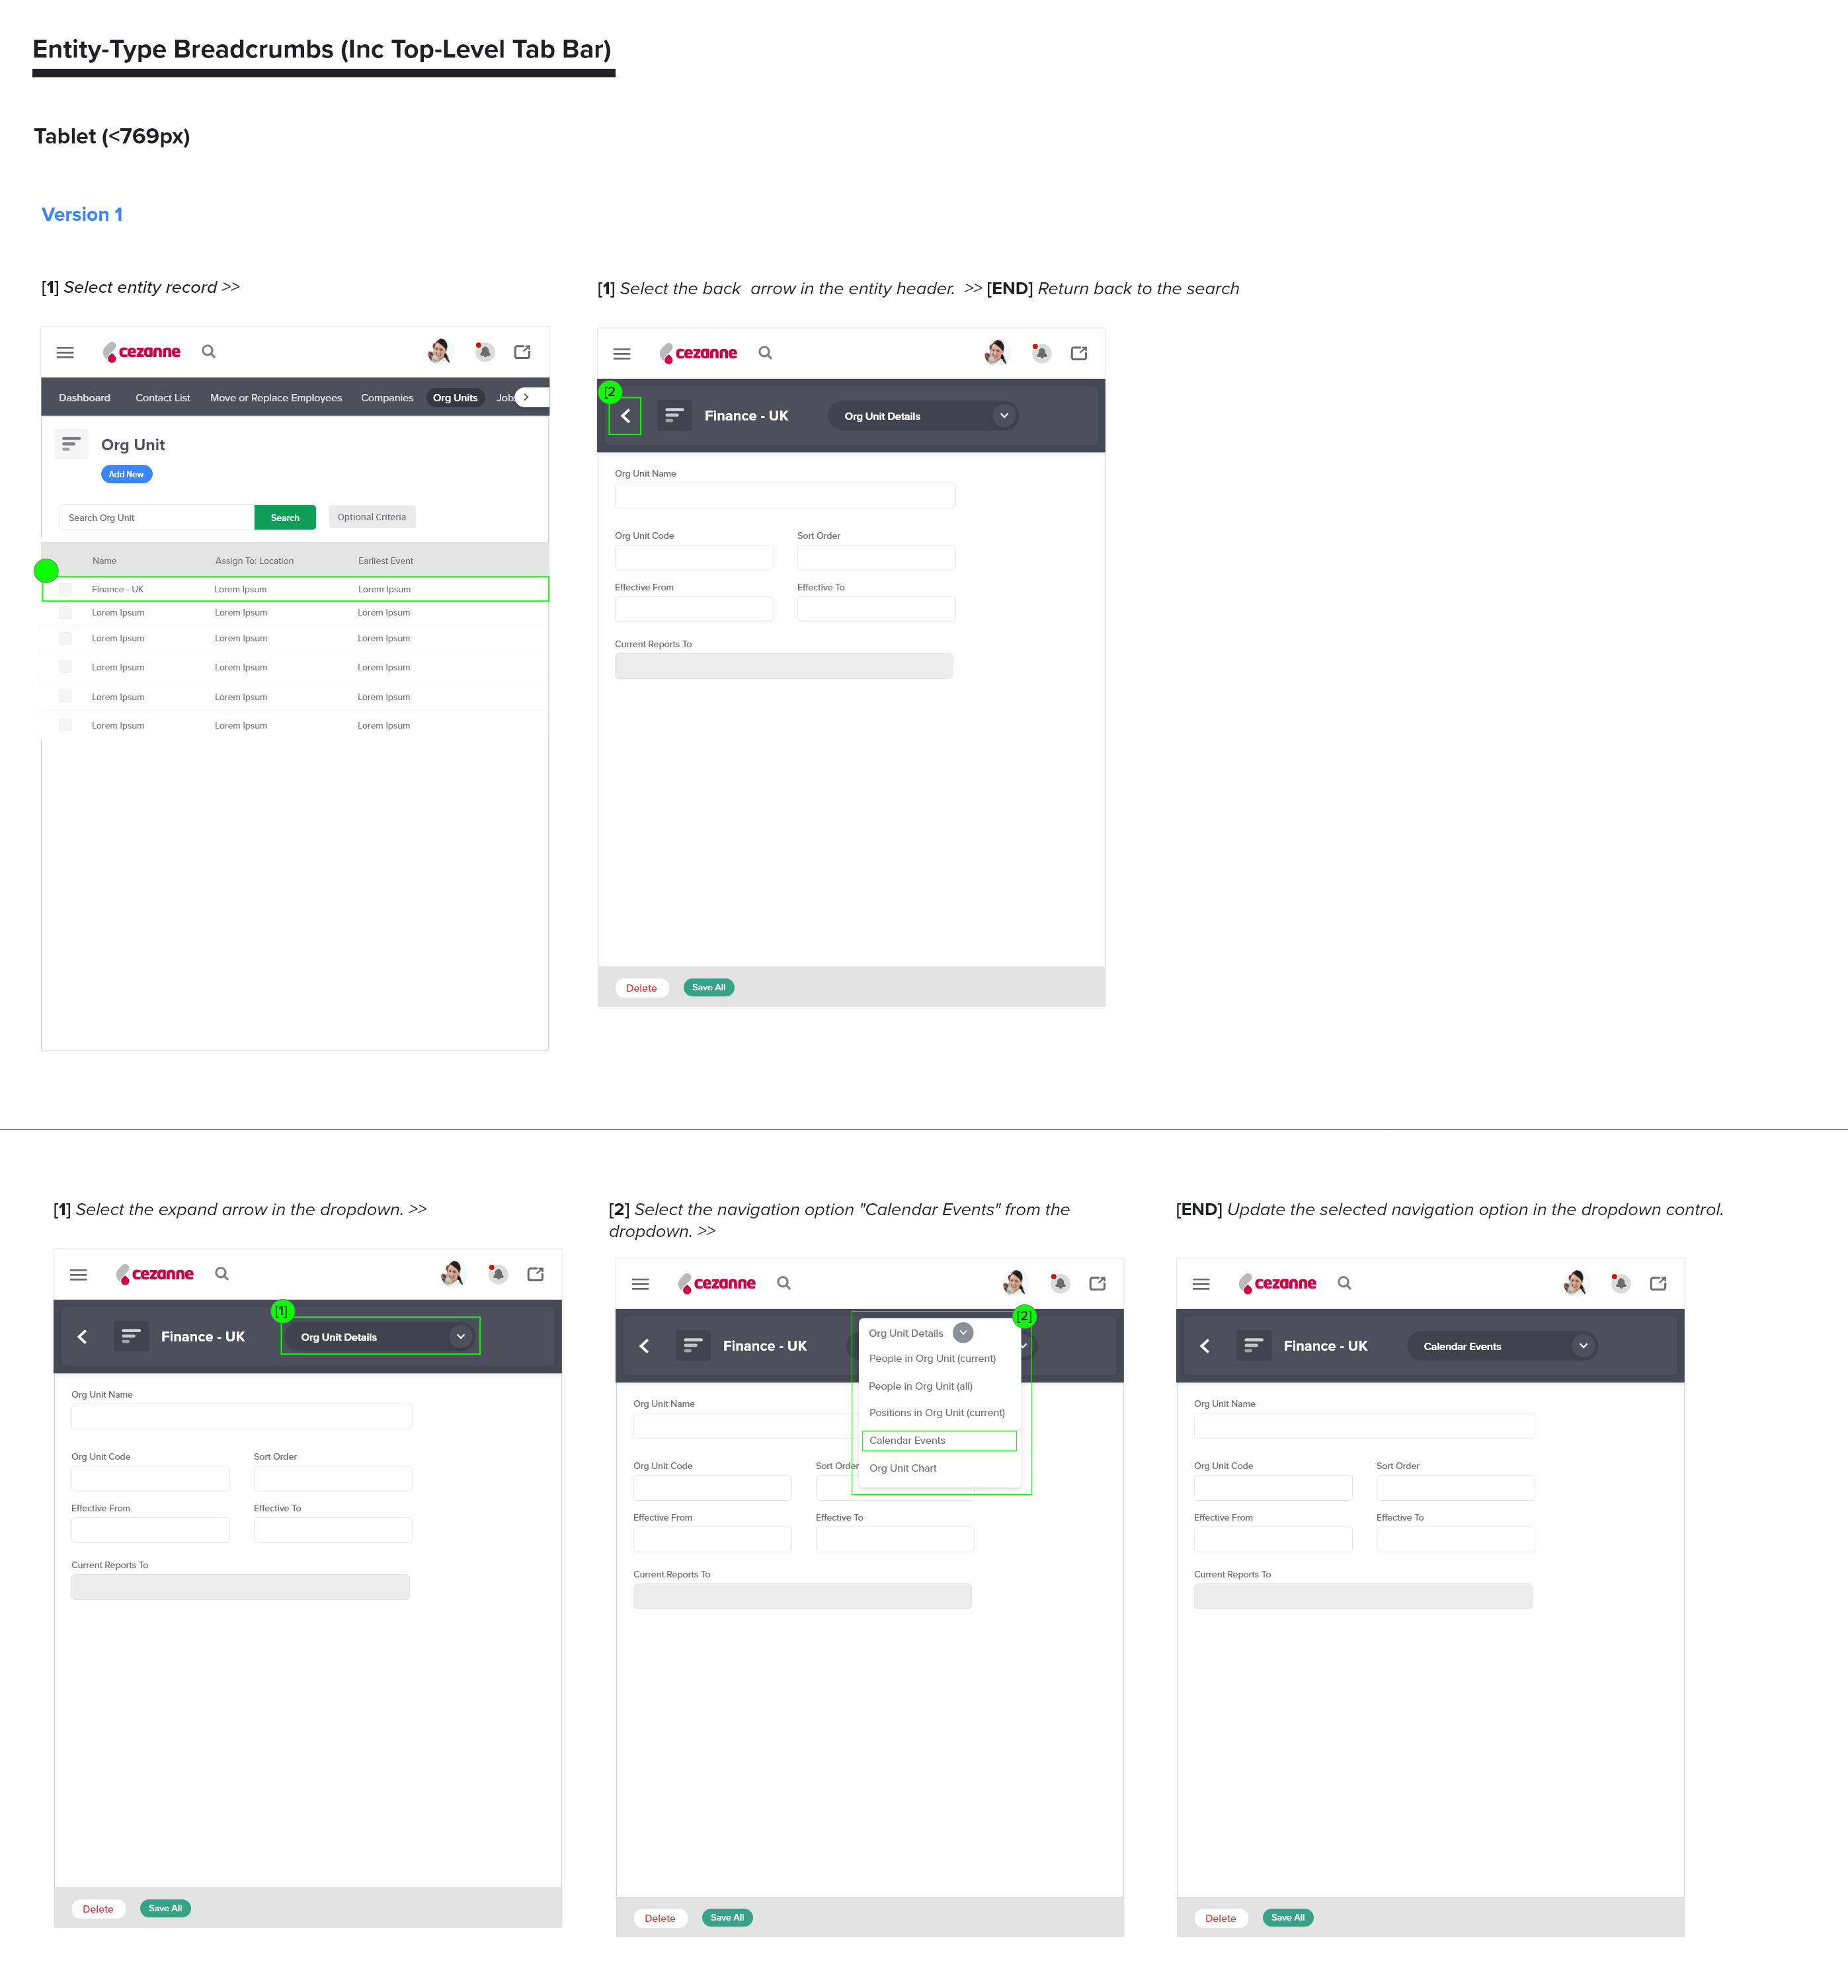 Entity-Type Breadcrumbs (Inc Top-Level Tab Bar)
Tablet (<769px)
Version 1
[1] Select entity record >>
cezanne
Dashboard Contact List Move or Replace Employees Companies Org Units Job
Org Unit
Add New
Search Org Unit Search Optional Criteria
Name Assign To: Location Earliest Event
Finance - UK Lorem Ipsum Lorem Ipsum
Lorem Ipsum Lorem Ipsum Lorem Ipsum
Lorem Ipsum Lorem Ipsum Lorem Ipsum
Lorem Ipsum Lorem Ipsum Lorem Ipsum
Lorem Ipsum Lorem Ipsum Lorem Ipsum
Lorem Ipsum Lorem Ipsum Lorem Ipsum
[1] Select the back  arrow in the entity header.  >> [END] Return back to the search
cezanne
[2
Finance - UK Org Unit Details
Org Unit Name
Org Unit Code Sort Order
Effective From Effective To
Current Reports To
Delete Save All
[1] Select the expand arrow in the dropdown. >>
cezanne
[1]
Finance - UK Org Unit Details
Org Unit Name
Org Unit Code Sort Order
Effective From Effective To
Current Reports To
Delete Save All
[2] Select the navigation option "Calendar Events" from the
dropdown. >>
cezanne
[2]
Finance - UK
Org Unit Details
People in Org Unit (current)
People in Org Unit (all)
Positions in Org Unit (current)
Calendar Events
Org Unit Chart
Org Unit Name
Org Unit Code Sort Order
Effective From Effective To
Current Reports To
Delete Save All
[END] Update the selected navigation option in the dropdown control.
cezanne
Finance - UK Calendar Events
Org Unit Name
Org Unit Code Sort Order
Effective From Effective To
Current Reports To
Delete Save All